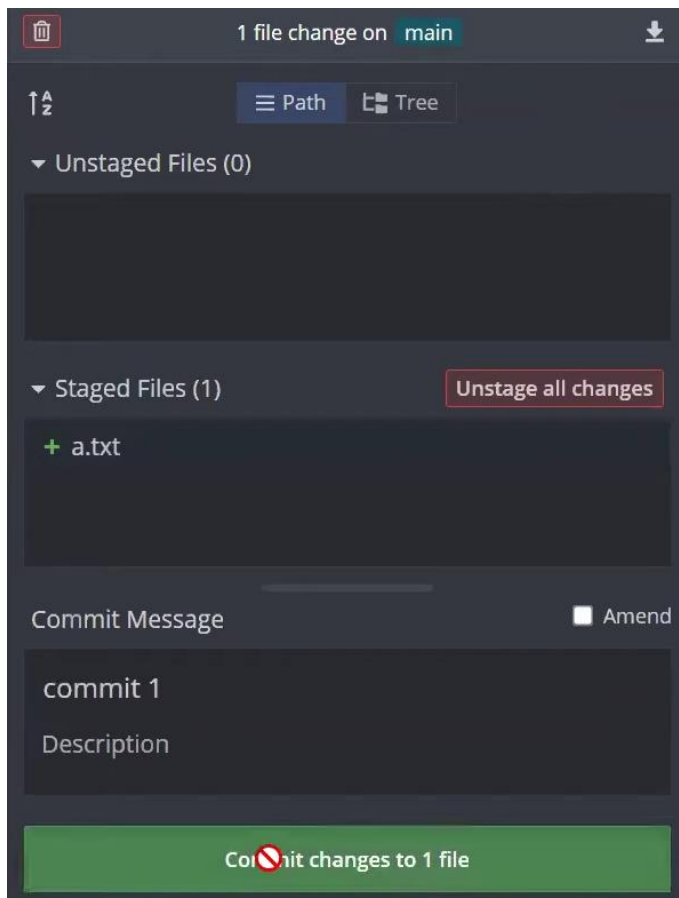 1 file change on main
A
Z
Path Tree
Unstaged Files (0)
Staged Files (1) Unstage all changes
a.txt
Commit Message Amend
commit 1
Description
Commit changes to 1 file